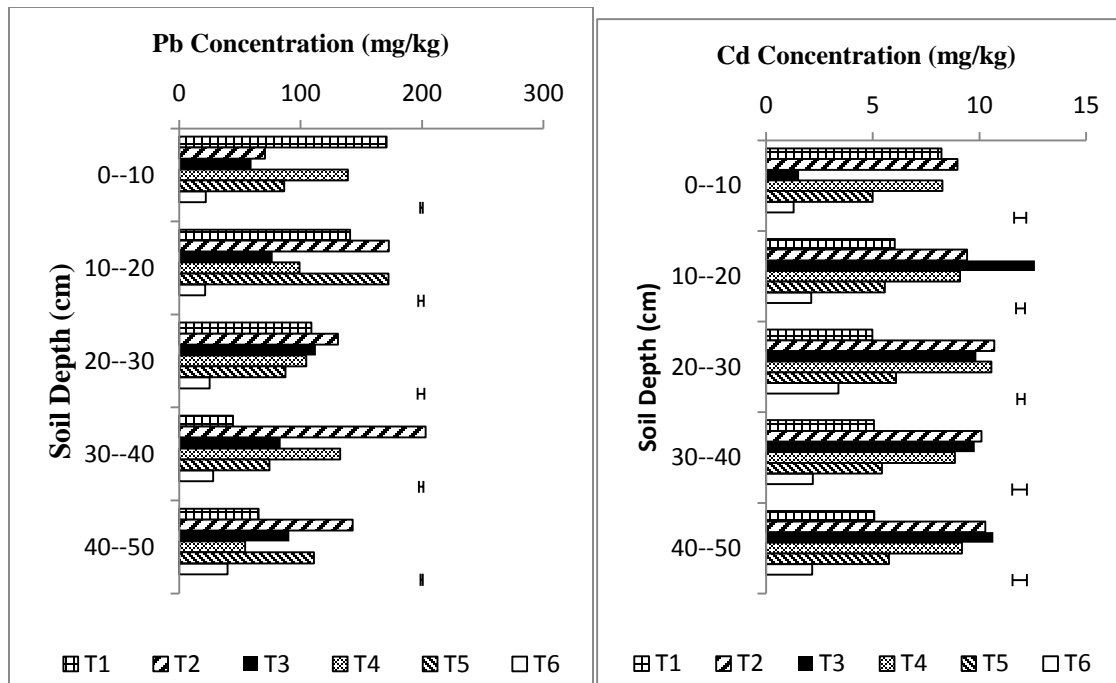 Pb Concentration (mg/kg)
0 100 200 300
Soil Depth (cm)
0--10
10--20
20--30
30--40
40--50
T1 T2 T3 T4 T5 T6
Cd Concentration (mg/kg)
0 5 10 15
Soil Depth (cm)
0--10
10--20
20--30
30--40
40--50
T1 T2 T3 T4 T5 T6